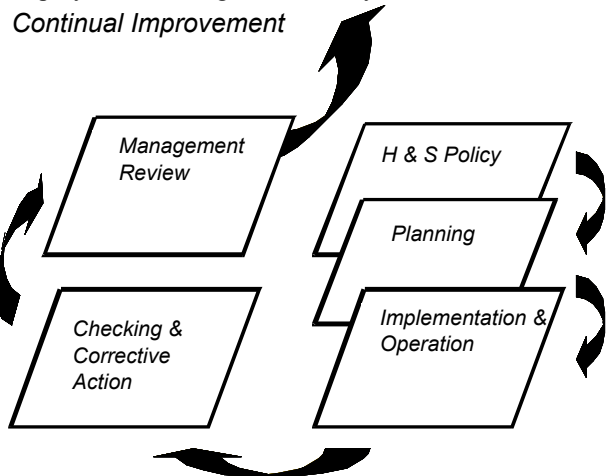 Continual Improvement
Management
Review
H & S Policy
Planning
Implementation &
Operation
Checking &
Corrective
Action